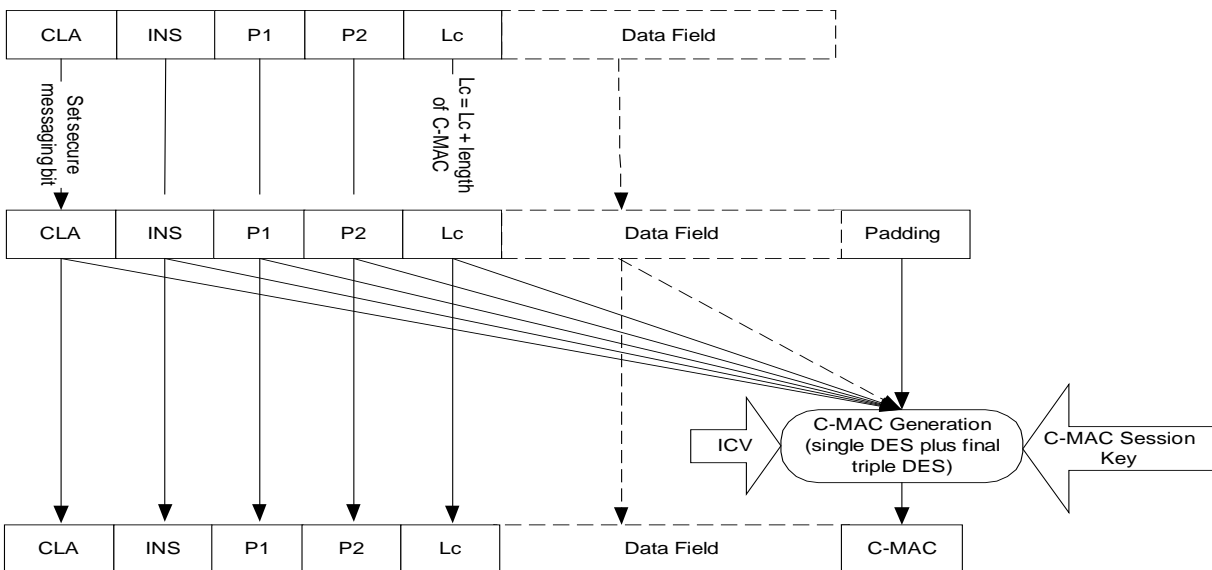 CLA INS P1 P2 Lc Data Field
Set secure
messaging bit
Lc = Lc + length
of C-MAC
CLA INS P1 P2 Lc Data Field Padding
ICV
C-MAC Generation
(single DES plus final
triple DES)
C-MAC Session
Key
CLA INS P1 P2 Lc Data Field C-MAC